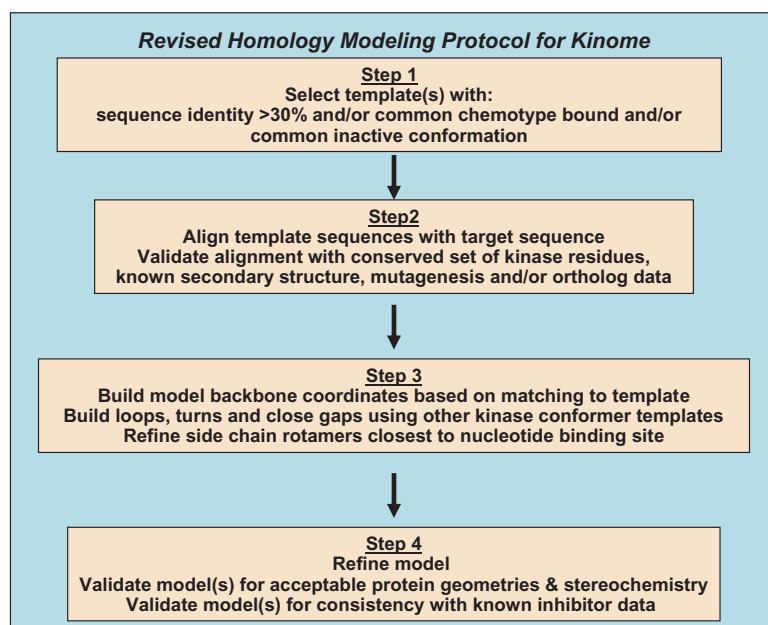 Revised Homology Modeling Protocol for Kinome
Step 1
Select template(s) with:
sequence identity >30% and/or common chemotype bound and/or
common inactive conformation
Step2
Align template sequences with target sequence
Validate alignment with conserved set of kinase residues,
known secondary structure, mutagenesis and/or ortholog data
Step 3
Build model backbone coordinates based on matching to template
Build loops, turns and close gaps using other kinase conformer templates
Refine side chain rotamers closest to nucleotide binding site
Step 4
Refine model
Validate model(s) for acceptable protein geometries & stereochemistry
Validate model(s) for consistency with known inhibitor data